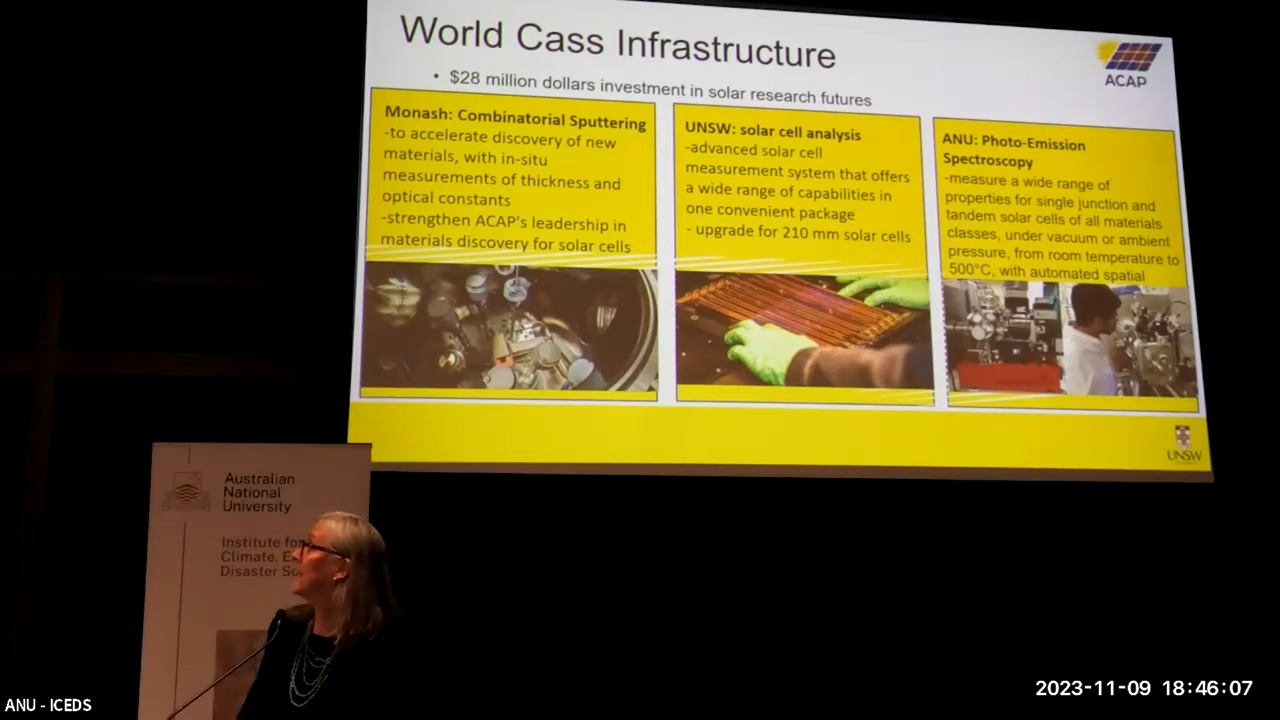 World Cass Infrastructure
• $28 million dollars investment in solar research futures
ACAP
Monash: Combinatorial Sputtering
-to accelerate discovery of new
materials, with in-situ
measurements of thickness and
optical constants
-strengthen ACAP's leadership in
materials discovery for solar cells
UNSW: solar cell analysis
-advanced solar cell
measurement system that offers
a wide range of capabilities in
one convenient package
- upgrade for 210 mm solar cells
ANU: Photo-Emission
Spectroscopy
-measure a wide range of
properties for single junction and
tandem solar cells of all materials
classes, under vacuum or ambient
pressure, from room temperature to
500°C, with automated spatial
UNSW
Australian
National
University
Institute for
Climate, E
Disaster So
ANU - ICEDS
2023-11-09 18:46:07